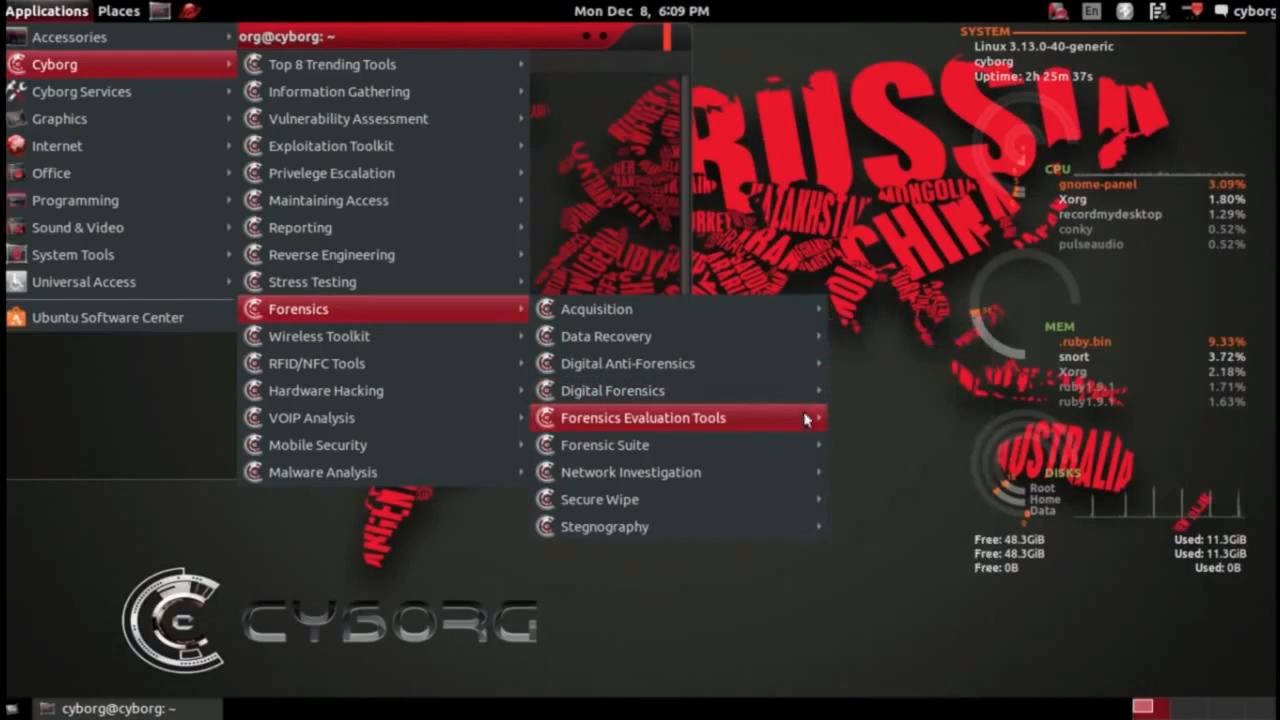 Applications Places
Mon Dec 8, 6:09 PM
En
cyborg
Accessories
Cyborg
Cyborg Services
Graphics
Internet
Office
Programming
Sound & Video
System Tools
Universal Access
Ubuntu Software Center
org@cyborg: ~
Top 8 Trending Tools
Information Gathering
Vulnerability Assessment
Exploitation Toolkit
Privelege Escalation
Maintaining Access
Reporting
Reverse Engineering
Stress Testing
Forensics
Wireless Toolkit
RFID/NFC Tools
Hardware Hacking
VOIP Analysis
Mobile Security
Malware Analysis
Acquisition
Data Recovery
Digital Anti-Forensics
Digital Forensics
Forensics Evaluation Tools
Forensic Suite
Network Investigation
Secure Wipe
Stegnography
RUSSIA
MONGOLIA
KAZAKHSTAN
CHINA
AUSTRALIA
SYSTEM
Linux 3.13.0-40-generic
cyborg
Uptime: 2h 25m 37s
CPU
gnome-panel 3.09%
Xorg 1.80%
recordmydesktop 1.29%
conky 0.52%
pulseaudio 0.52%
MEM
.ruby.bin 9.33%
snort 3.72%
Xorg 2.18%
ruby1.9.1 1.71%
ruby1.9.1 1.63%
DISKS
Root
Home
Data
Free: 48.3GiB Used: 11.3GiB
Free: 48.3GiB Used: 11.3GiB
Free: 0B Used: 0B
CYBORG
cyborg@cyborg: ~